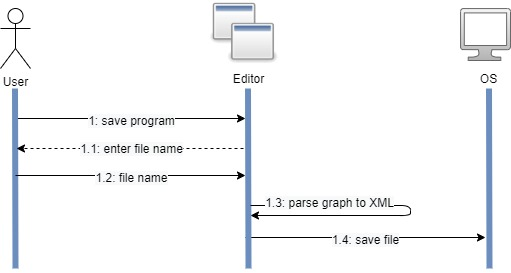 User
Editor
OS
1: save program
1.1: enter file name
1.2: file name
1.3: parse graph to XML
1.4: save file